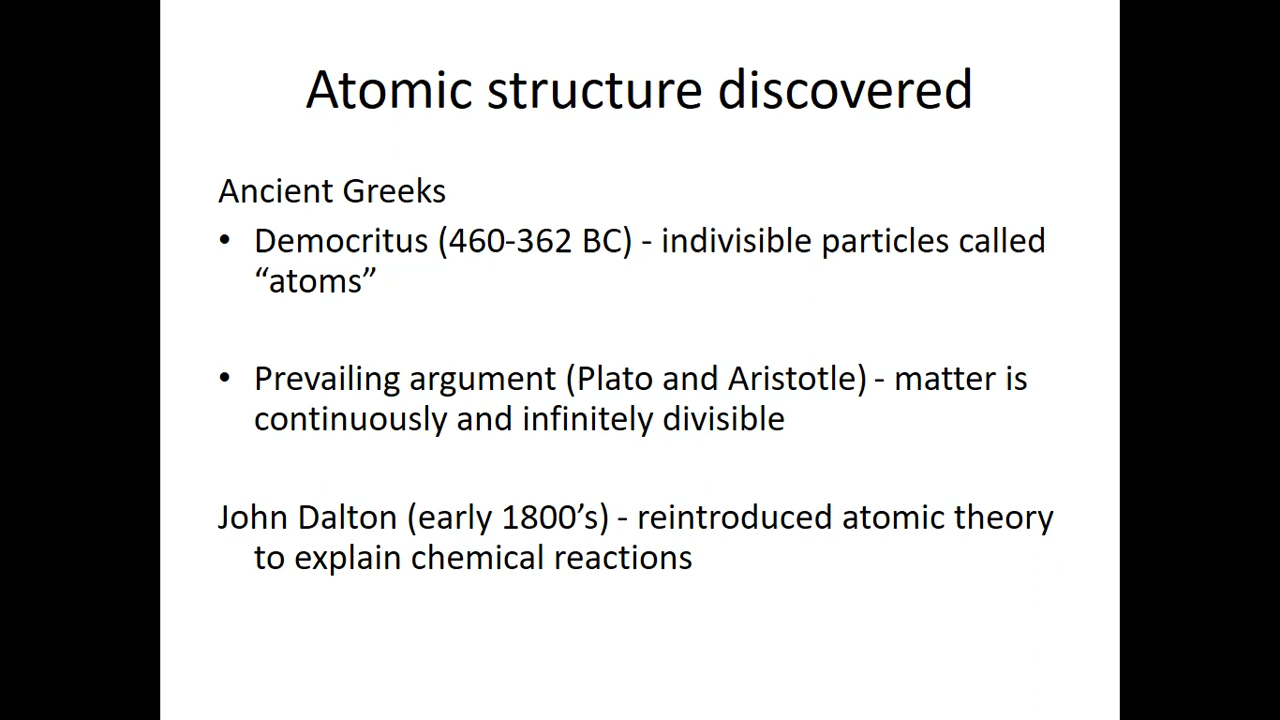 Atomic structure discovered
Ancient Greeks
• Democritus (460-362 BC) - indivisible particles called
“atoms”
• Prevailing argument (Plato and Aristotle) - matter is
continuously and infinitely divisible
John Dalton (early 1800’s) - reintroduced atomic theory
to explain chemical reactions